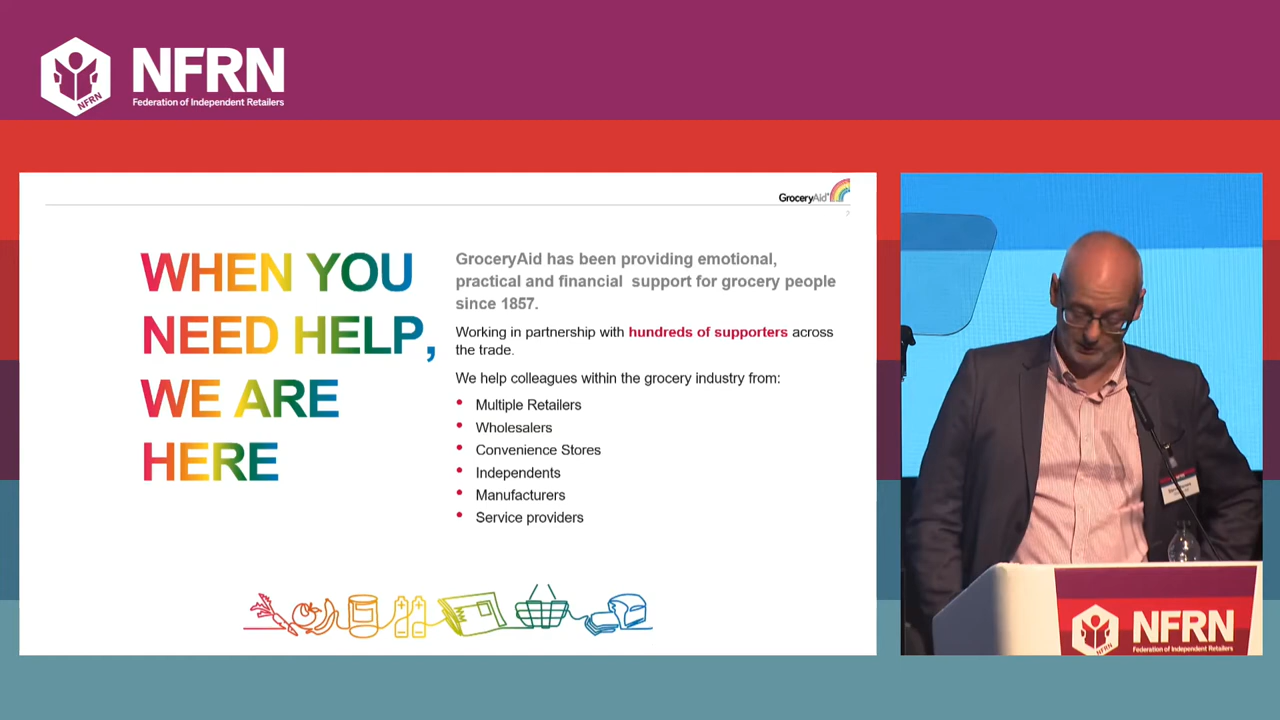 NFRN
NFRN
Federation of Independent Retailers
GroceryAid
7
WHEN YOU
NEED HELP,
WE ARE
HERE
GroceryAid has been providing emotional,
practical and financial support for grocery people
since 1857.
Working in partnership with hundreds of supporters across
the trade.
We help colleagues within the grocery industry from:
• Multiple Retailers
• Wholesalers
• Convenience Stores
• Independents
• Manufacturers
• Service providers
NFRN
NFRN
Federation of Independent Retailers